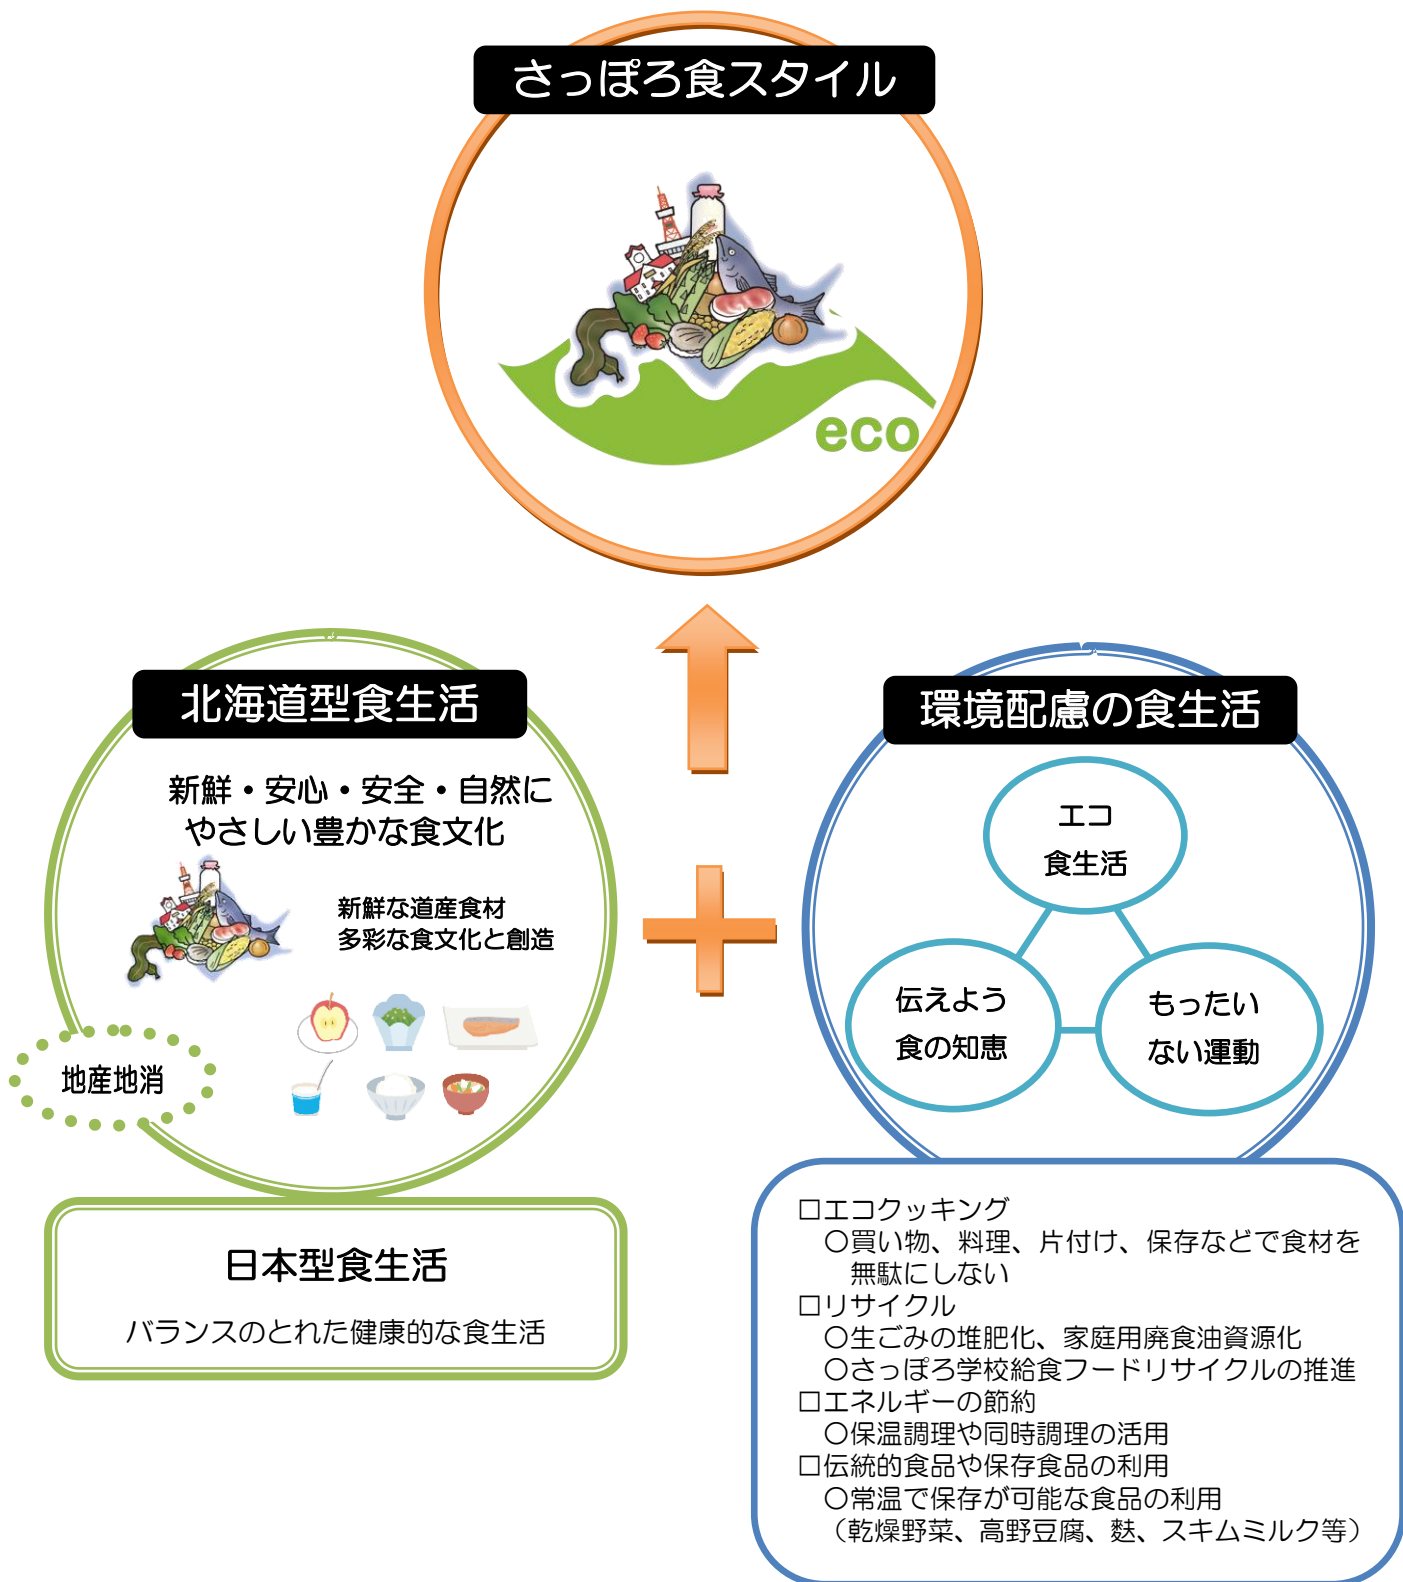 さっぽろ食スタイル
eco
北海道型食生活
新鮮・安心・安全・自然に
やさしい豊かな食文化
新鮮な道産食材
多彩な食文化と創造
地産地消
日本型食生活
バランスのとれた健康的な食生活
環境配慮の食生活
エコ
食生活
伝えよう
食の知恵
もったい
ない運動
□エコクッキング
○買い物、料理、片付け、保存などで食材を
無駄にしない
□リサイクル
○生ごみの堆肥化、家庭用廃食油資源化
○さっぽろ学校給食フードリサイクルの推進
□エネルギーの節約
○保温調理や同時調理の活用
□伝統的食品や保存食品の利用
○常温で保存が可能な食品の利用
（乾燥野菜、高野豆腐、麩、スキムミルク等）